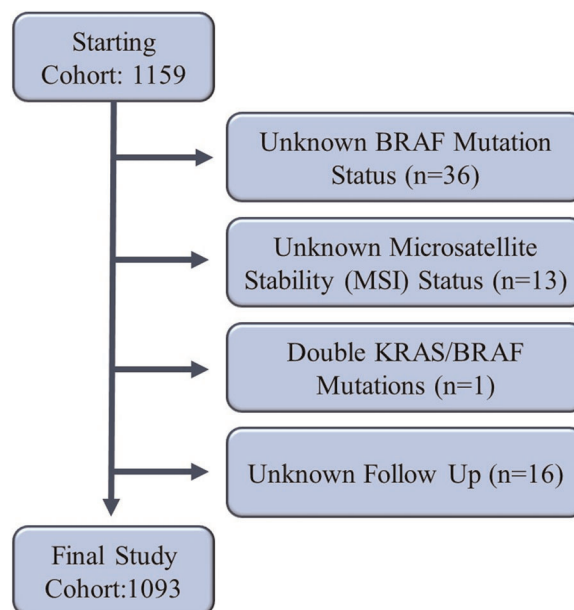 Starting
Cohort: 1159
Unknown BRAF Mutation
Status (n=36)
Unknown Microsatellite
Stability (MSI) Status (n=13)
Double KRAS/BRAF
Mutations (n=1)
Unknown Follow Up (n=16)
Final Study
Cohort:1093